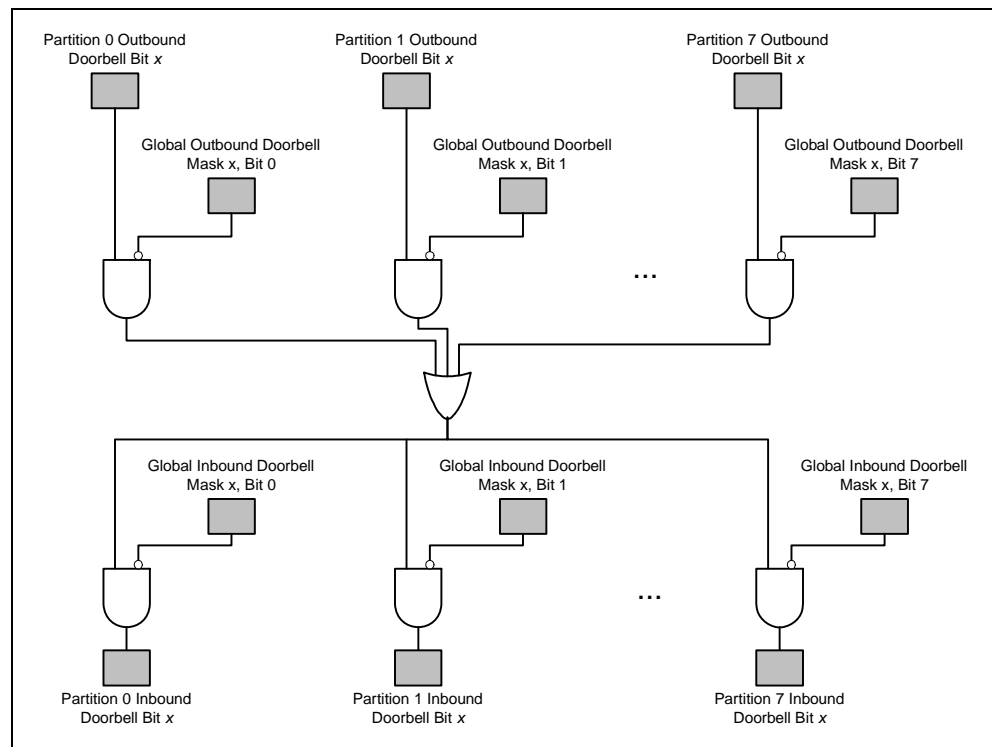 Partition 0 Outbound
Doorbell Bit x
Partition 1 Outbound
Doorbell Bit x
Partition 7 Outbound
Doorbell Bit x
Global Outbound Doorbell
Mask x, Bit 0
Global Outbound Doorbell
Mask x, Bit 1
Global Outbound Doorbell
Mask x, Bit 7
...
Global Inbound Doorbell
Mask x, Bit 0
Global Inbound Doorbell
Mask x, Bit 1
Global Inbound Doorbell
Mask x, Bit 7
...
Partition 0 Inbound
Doorbell Bit x
Partition 1 Inbound
Doorbell Bit x
Partition 7 Inbound
Doorbell Bit x